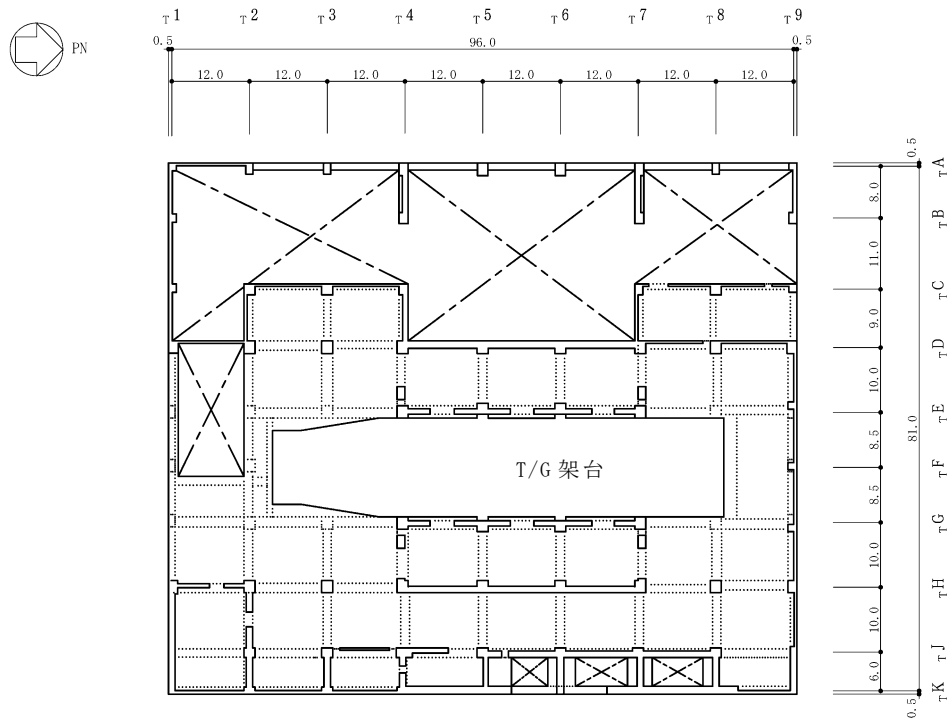 T1 T2 T3 T4 T5 T6 T7 T8 T9
PN
0.5 96.0 0.5
12.0 12.0 12.0 12.0 12.0 12.0 12.0 12.0
0.5 TA
8.0
TB
11.0
TC
9.0
TD
10.0
TE
8.5
81.0
T/G 架台
TF
8.5
TG
10.0
TH
10.0
TJ
6.0
TK
0.5